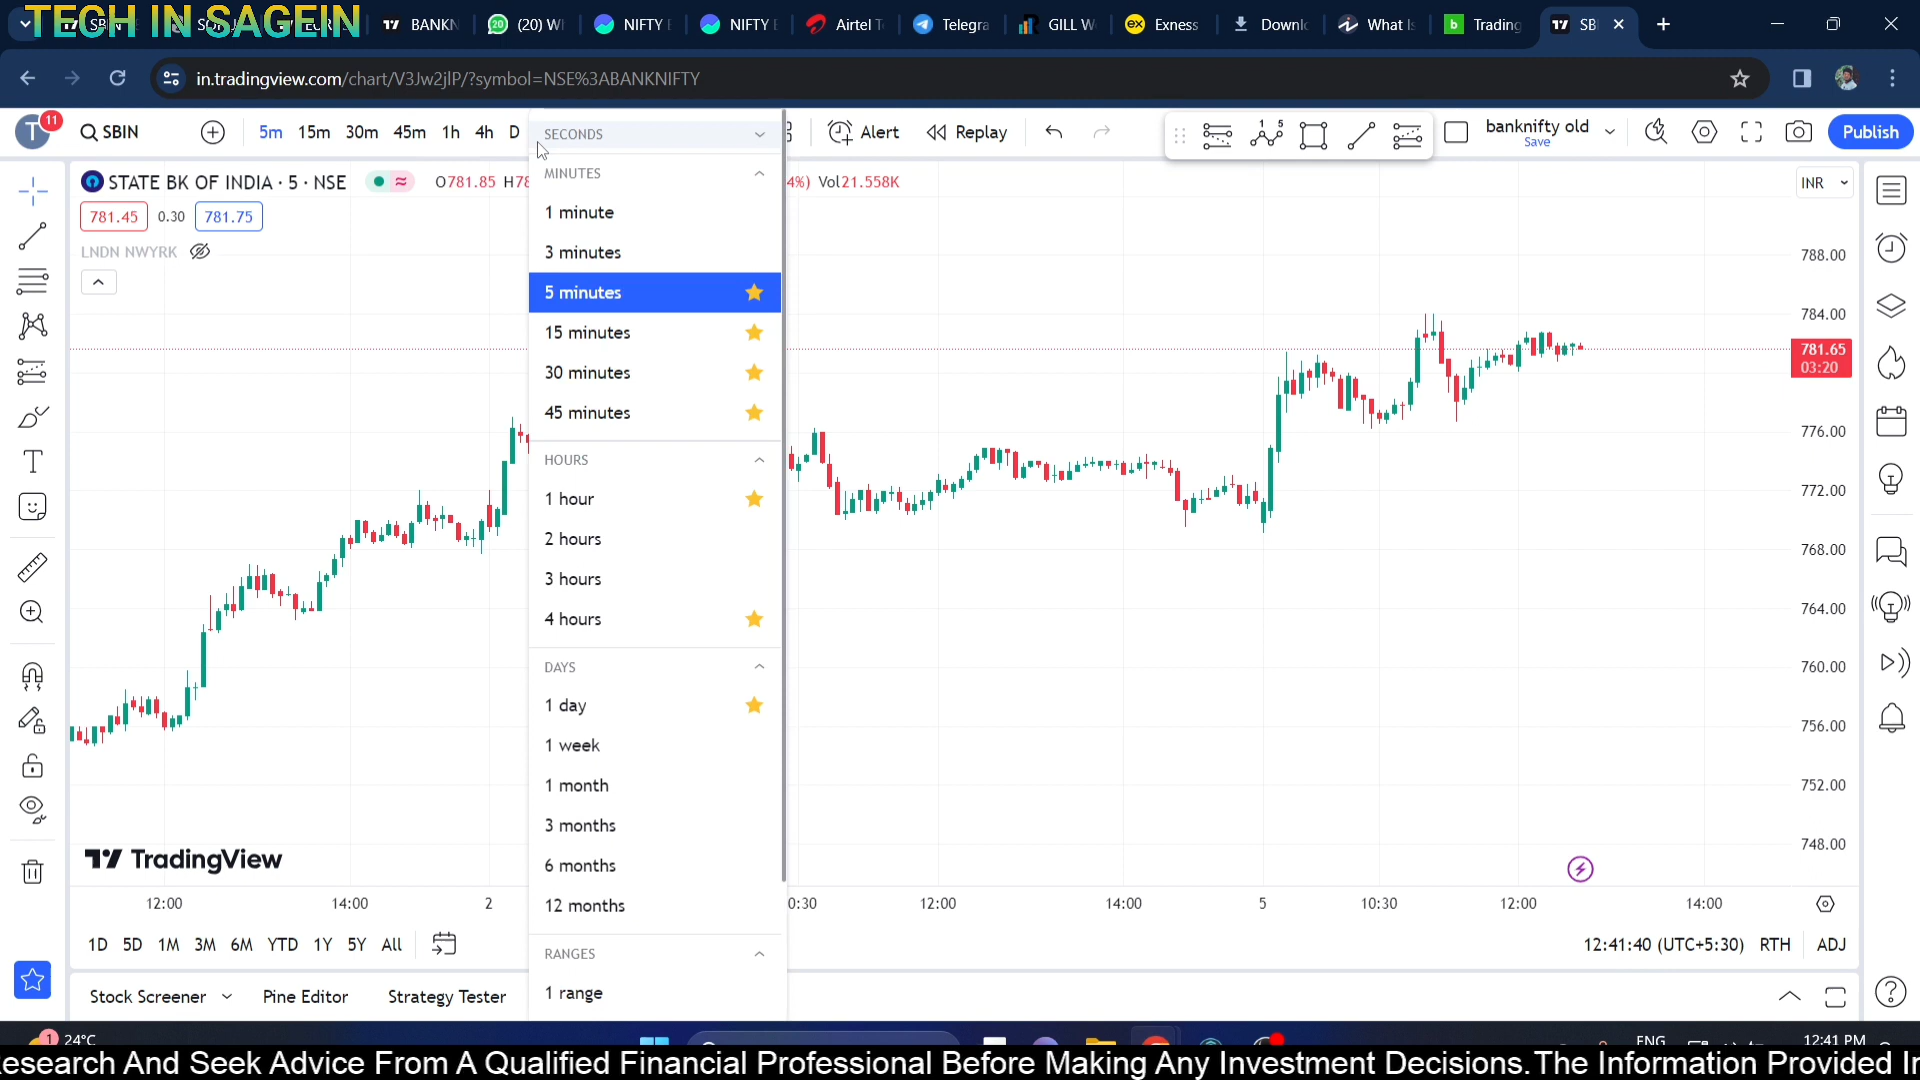 TECH IN SAGEIN
BANKN
(20) W
NIFTY
NIFTY
Airtel
Telegra
GILL W
Exness
Downl
What I
Trading
SB
in.tradingview.com/chart/V3Jw2jlP/?symbol=NSE%3ABANKNIFTY
T
11
SBIN
5m
15m
30m
45m
1h
4h
D
Alert
Replay
banknifty old
Save
Publish
STATE BK OF INDIA · 5 · NSE
O781.85 H78
4%) Vol21.558K
781.45
0.30
781.75
LNDN NWYRK
SECONDS
MINUTES
1 minute
3 minutes
5 minutes
15 minutes
30 minutes
45 minutes
HOURS
1 hour
2 hours
3 hours
4 hours
DAYS
1 day
1 week
1 month
3 months
6 months
12 months
RANGES
1 range
INR
788.00
784.00
781.65
03:20
776.00
772.00
768.00
764.00
760.00
756.00
752.00
748.00
TradingView
12:00
14:00
2
0:30
12:00
14:00
5
10:30
12:00
14:00
1D
5D
1M
3M
6M
YTD
1Y
5Y
All
12:41:40 (UTC+5:30)
RTH
ADJ
Stock Screener
Pine Editor
Strategy Tester
1
24°C
ENG
12:41 PM
esearch And Seek Advice From A Qualified Financial Professional Before Making Any Investment Decisions.The Information Provided I